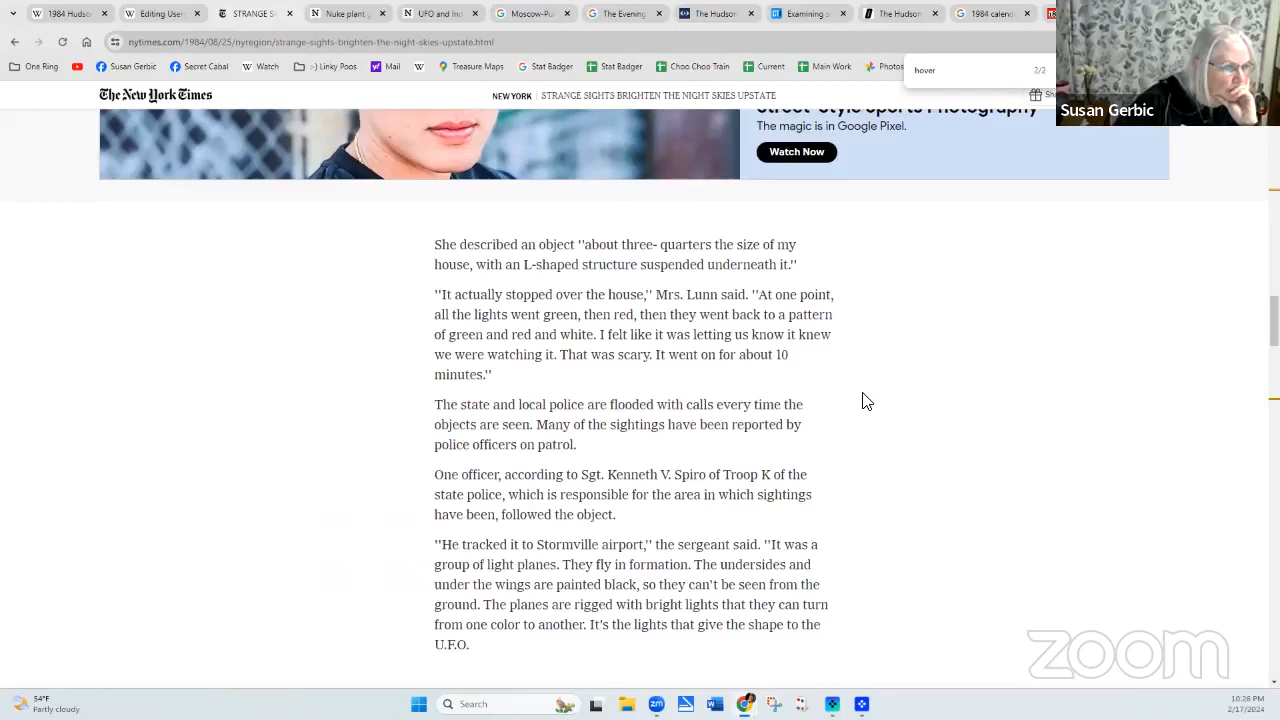 W 1984 Huds
W Editing Ur
STRANGE SI
N Nuke plant
N UFO and In
G Moscow-Pu
G The Evening
Hudson
CT Examining s
The Hudson
G 1984 calen
nytimes.com/1984/08/25/nyregion/strange-sights-brighten-the-night-skies-upstate.html
One Ring
Susan Gerbic
Secret Cabal
W Watch
:-) Linky Poos
Mail
W
Treasure Maps
G Stat Badger
Stat Badger
Choo Choo Train
Current
Main Work
Photos
hover
2/2
Susan Gerbic
The New York Times
NEW YORK | STRANGE SIGHTS BRIGHTEN THE NIGHT SKIES UPSTATE
Street-Style Sports Photography
The magic is in Google Pixel.
Watch Now
She described an object ''about three- quarters the size of my
house, with an L-shaped structure suspended underneath it.''
''It actually stopped over the house,'' Mrs. Lunn said. ''At one point,
all the lights went green, then red, then they went back to a pattern
of green and red and white. I felt like it was letting us know it knew
we were watching it. That was scary. It went on for about 10
minutes.''
The state and local police are flooded with calls every time the
objects are seen. Many of the sightings have been reported by
police officers on patrol.
One officer, according to Sgt. Kenneth V. Spiro of Troop K of the
state police, which is responsible for the area in which sightings
have been, followed the object.
''He tracked it to Stormville airport,'' the sergeant said. ''It was a
group of light planes. They fly in formation. The undersides and
under the wings are painted black, so they can't be seen from the
ground. The planes are rigged with bright lights that they can turn
from one color to another. It's the lights that give the shape to the
U.F.O.
zoom
54°F
Partly cloudy
Search
10:26 PM
2/17/2024